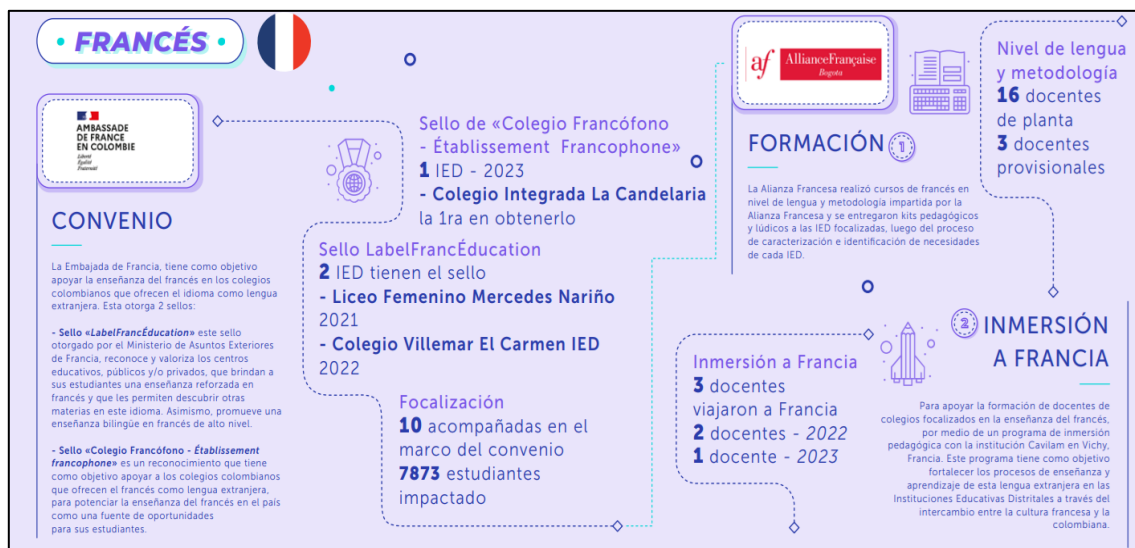 FRANCÉS
AMBASSADE
DE FRANCE
EN COLOMBIE
Liberté
Égalité
Fraternité
CONVENIO
La Embajada de Francia, tiene como objetivo
apoyar la enseñanza del francés en los colegios
colombianos que ofrecen el idioma como lengua
extranjera. Esta otorga 2 sellos:
- Sello «LabelFrancÉducation» este sello
otorgado por el Ministerio de Asuntos Exteriores
de Francia, reconoce y valoriza los centros
educativos, públicos y/o privados, que brindan a
sus estudiantes una enseñanza reforzada en
francés y que les permiten descubrir otras
materias en este idioma. Asimismo, promueve una
enseñanza bilingüe en francés de alto nivel.
- Sello «Colegio Francófono - Établissement
francophone» es un reconocimiento que tiene
como objetivo apoyar a los colegios colombianos
que ofrecen el francés como lengua extranjera,
para potenciar la enseñanza del francés en el país
como una fuente de oportunidades
para sus estudiantes.
Sello de «Colegio Francófono
- Établissement Francophone»
1 IED - 2023
- Colegio Integrada La Candelaria
la 1ra en obtenerlo
Sello LabelFrancÉducation
2 IED tienen el sello
- Liceo Femenino Mercedes Nariño
2021
- Colegio Villemar El Carmen IED
2022
Focalización
10 acompañadas en el
marco del convenio
7873 estudiantes
impactado
af AllianceFrançaise
Bogota
FORMACIÓN 1
La Alianza Francesa realizó cursos de francés en
nivel de lengua y metodología impartida por la
Alianza Francesa y se entregaron kits pedagógicos
y lúdicos a las IED focalizadas, luego del proceso
de caracterización e identificación de necesidades
de cada IED.
Nivel de lengua
y metodología
16 docentes
de planta
3 docentes
provisionales
2 INMERSIÓN
A FRANCIA
Para apoyar la formación de docentes de
colegios focalizados en la enseñanza del francés,
por medio de un programa de inmersión
pedagógica con la institución Cavilam en Vichy,
Francia. Este programa tiene como objetivo
fortalecer los procesos de enseñanza y
aprendizaje de esta lengua extranjera en las
Instituciones Educativas Distritales a través del
intercambio entre la cultura francesa y la
colombiana.
Inmersión a Francia
3 docentes
viajaron a Francia
2 docentes - 2022
1 docente - 2023